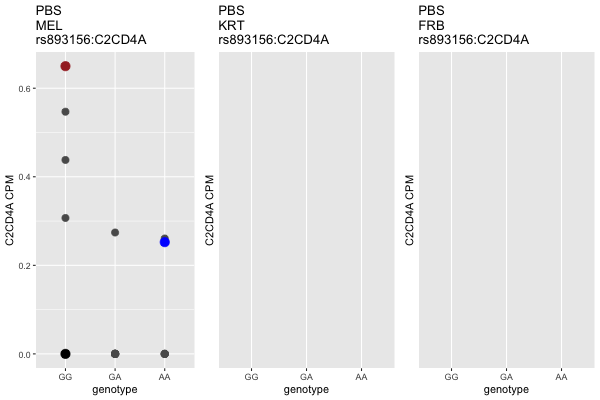 PBS
MEL
rs893156:C2CD4A
PBS
KRT
rs893156:C2CD4A
PBS
FRB
rs893156:C2CD4A
C2CD4A CPM
0.6
0.4
0.2
0.0
GG GA AA
genotype
C2CD4A CPM
GG GA AA
genotype
C2CD4A CPM
GG GA AA
genotype